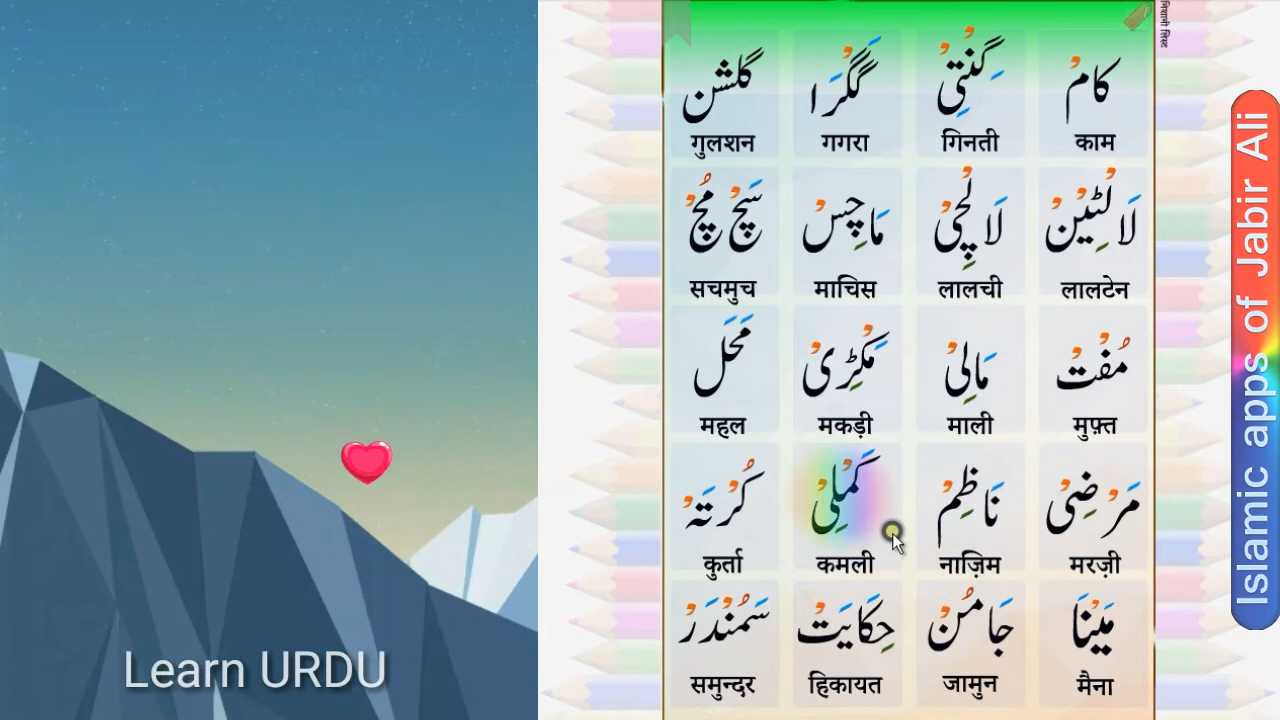 निशानी लिस्ट
کام گِنتی گگرا گلشن
काम गिनती गगरा गुलशन
لالٹین لالچی ماچس سچ مچ
लालटेन लालची माचिस सचमुच
مفت مالی مکڑی محل
मुफ़्त माली मकड़ी महल
مرضی ناظم کملی کرتہ
मरज़ी नाज़िम कमली कुर्ता
مینا جامن حکایت سمندر
मैना जामुन हिकायत समुन्दर
Learn URDU
Islamic apps of Jabir Ali